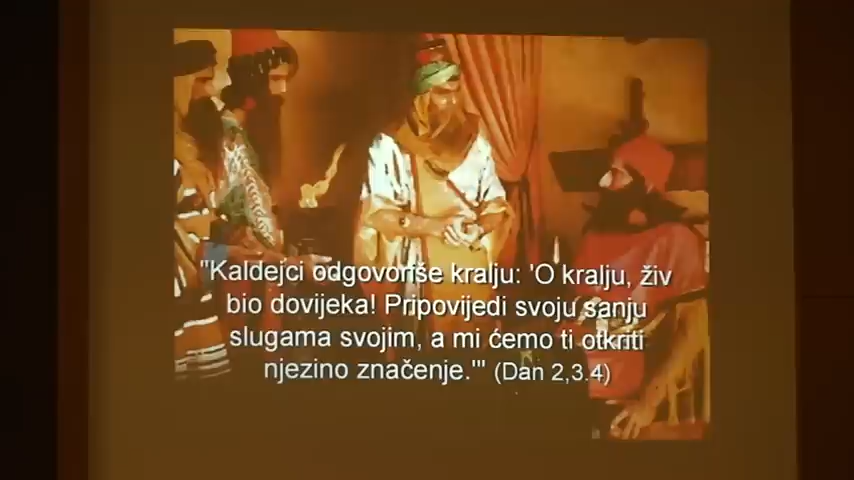 "Kaldejci odgovoriše kralju: 'O kralju, živ
bio dovijeka! Pripovijedi svoju sanju
slugama svojim, a mi ćemo ti otkriti
njezino značenje.'" (Dan 2,3.4)